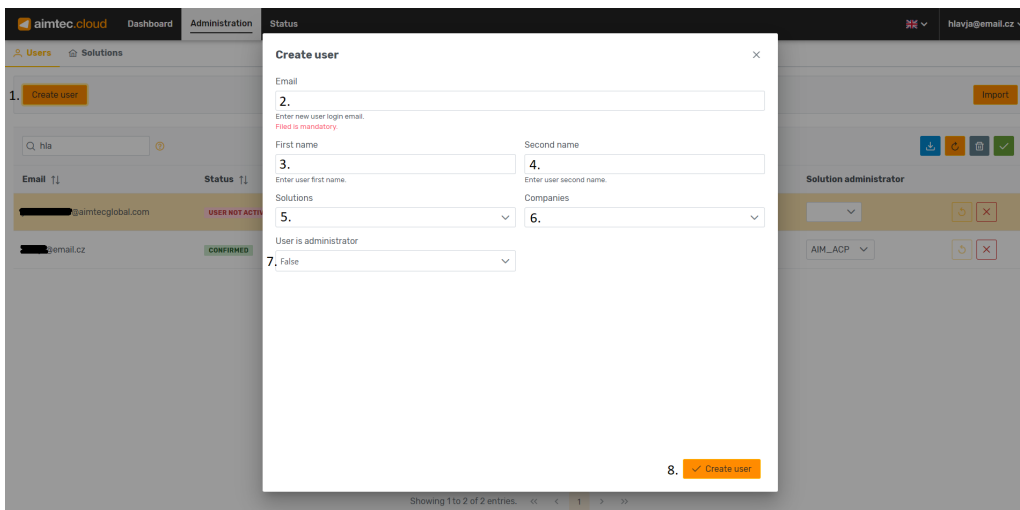 aimtec.cloud Dashboard Administration Status hlavja@email.cz
Users Solutions
Create user
Email
1. Create user Import
2.
Enter new user login email.
Filed is mandatory.
hla
First name Second name
3. 4.
Enter user first name. Enter user second name.
Email Status Solution administrator
Solutions Companies
5. 6.
@aimtecglobal.com USER NOT ACTIV
User is administrator
@email.cz CONFIRMED AIM_ACP
7. False
8. Create user
Showing 1 to 2 of 2 entries. << < 1 > >>